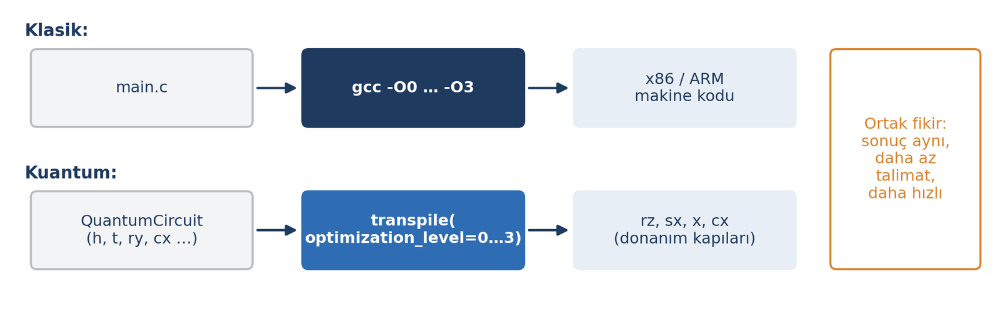 Klasik:
main.c
gcc -O0 … -O3
x86 / ARM
makine kodu
Kuantum:
QuantumCircuit
(h, t, ry, cx …)
transpile(
optimization_level=0…3)
rz, sx, x, cx
(donanım kapıları)
Ortak fikir:
sonuç aynı,
daha az
talimat,
daha hızlı